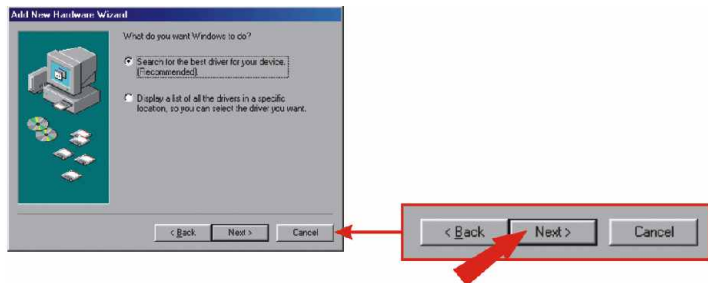 Add New Hardware Wizard
What do you want Windows to do?
Search for the best driver for your device.
(Recommended).
Display a list of all the drivers in a specific
location, so you can select the driver you want.
< Back Next > Cancel
< Back Next > Cancel